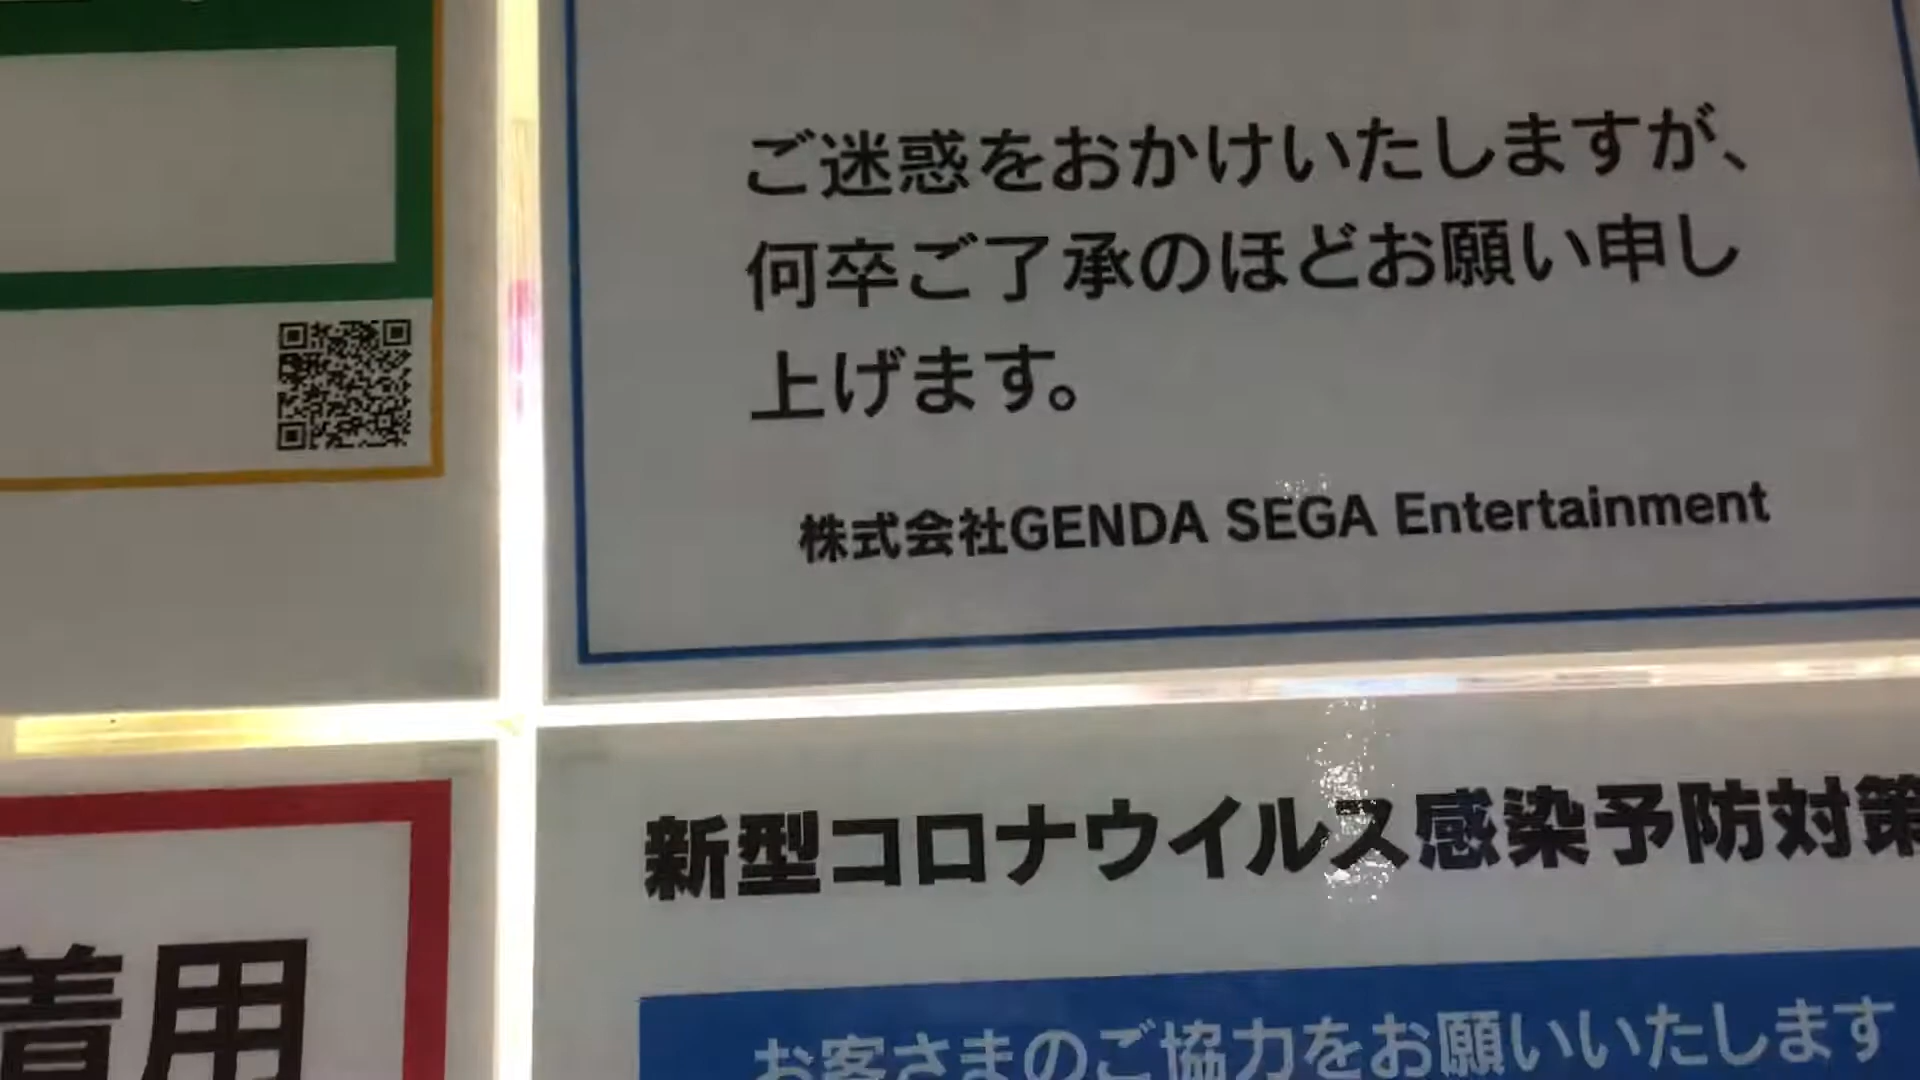 ご迷惑をおかけいたしますが、
何卒ご了承のほどお願い申し
上げます。
株式会社GENDA SEGA Entertainment
新型コロナウイルス感染予防対策
着用
お客さまのご協力をお願いいたします